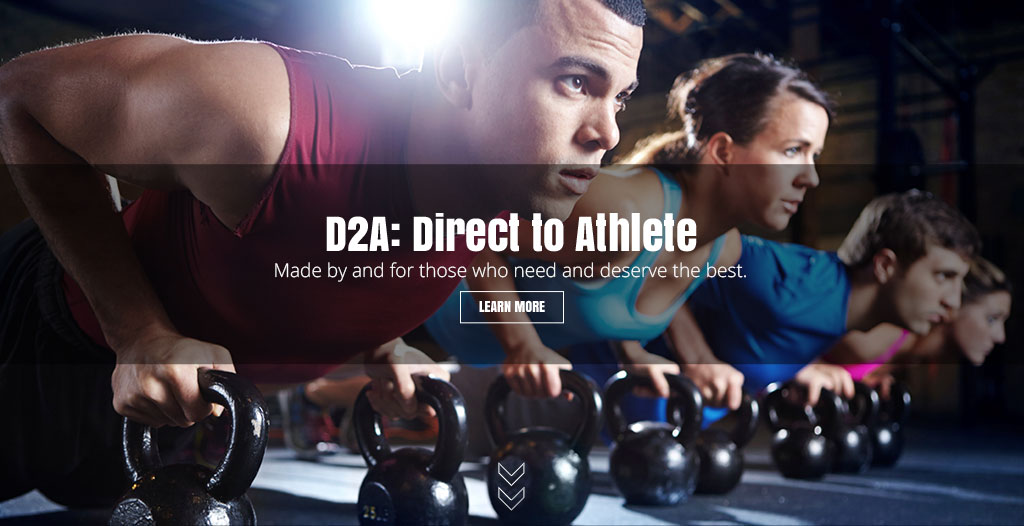 D2A: Direct to Athlete
Made by and for those who need and deserve the best.
LEARN MORE